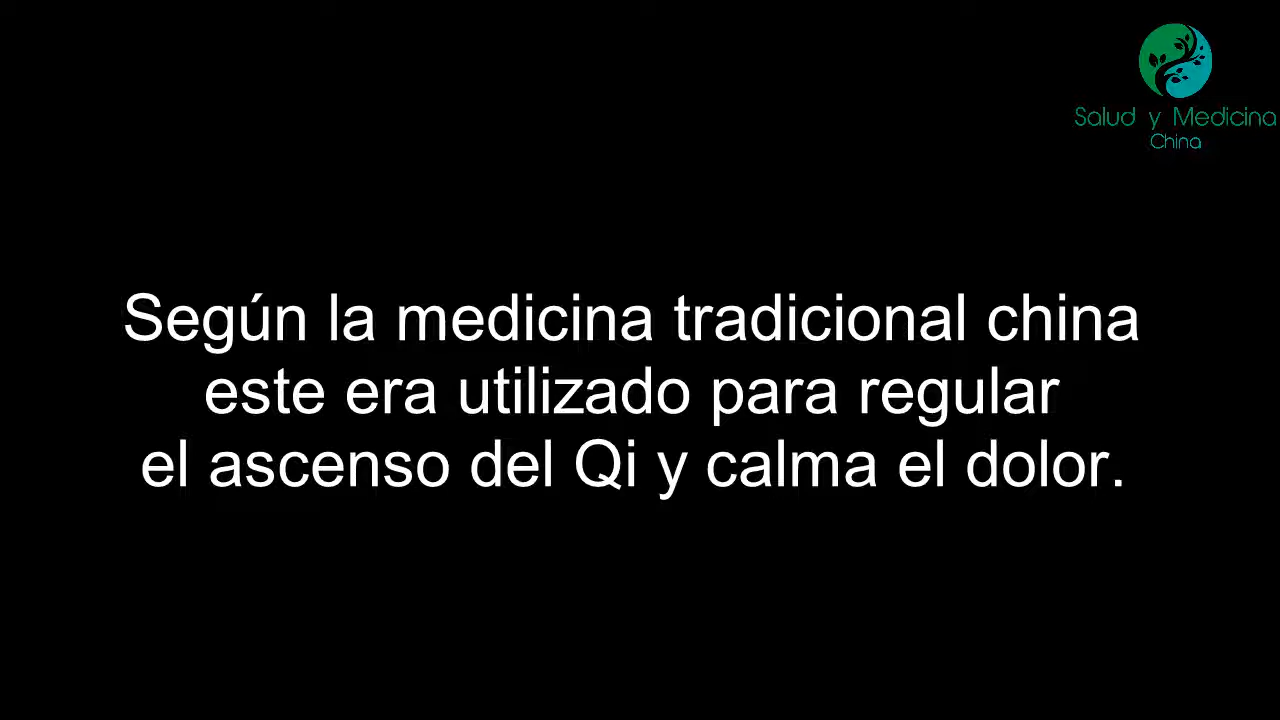 Salud y Medicina
China
Según la medicina tradicional china
este era utilizado para regular
el ascenso del Qi y calma el dolor.